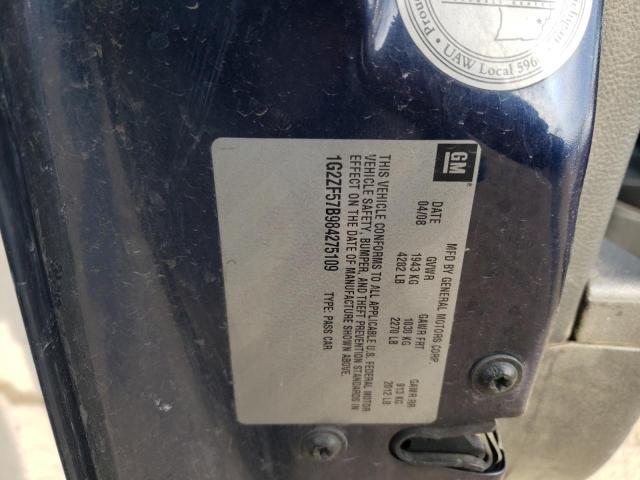 UAW Local 596
GM
MFD BY GENERAL MOTORS CORP.
DATE GVWR GAWR FRT GAWR RR
04/08 1943 KG 1030 KG 913 KG
4282 LB 2270 LB 2012 LB
THIS VEHICLE CONFORMS TO ALL APPLICABLE U.S. FEDERAL MOTOR
VEHICLE SAFETY, BUMPER, AND THEFT PREVENTION STANDARDS IN
EFFECT ON THE DATE OF MANUFACTURE SHOWN ABOVE.
1G2ZF57B984275109 TYPE: PASS CAR